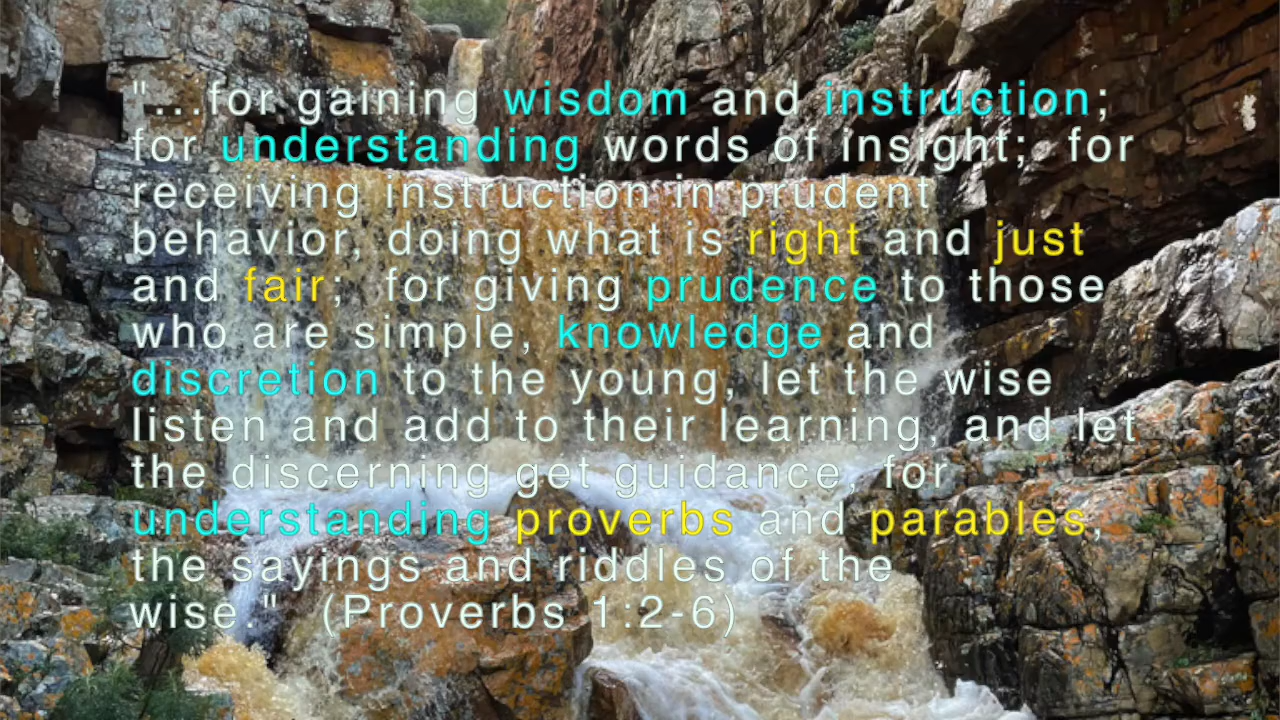 ".. for gaining wisdom and instruction;
for understanding words of insight;  for
receiving instruction in prudent
behavior, doing what is right and just
and fair;  for giving prudence to those
who are simple, knowledge and
discretion to the young, let the wise
listen and add to their learning, and let
the discerning get guidance, for
understanding proverbs and parables,
the sayings and riddles of the
wise."  (Proverbs 1:2-6)